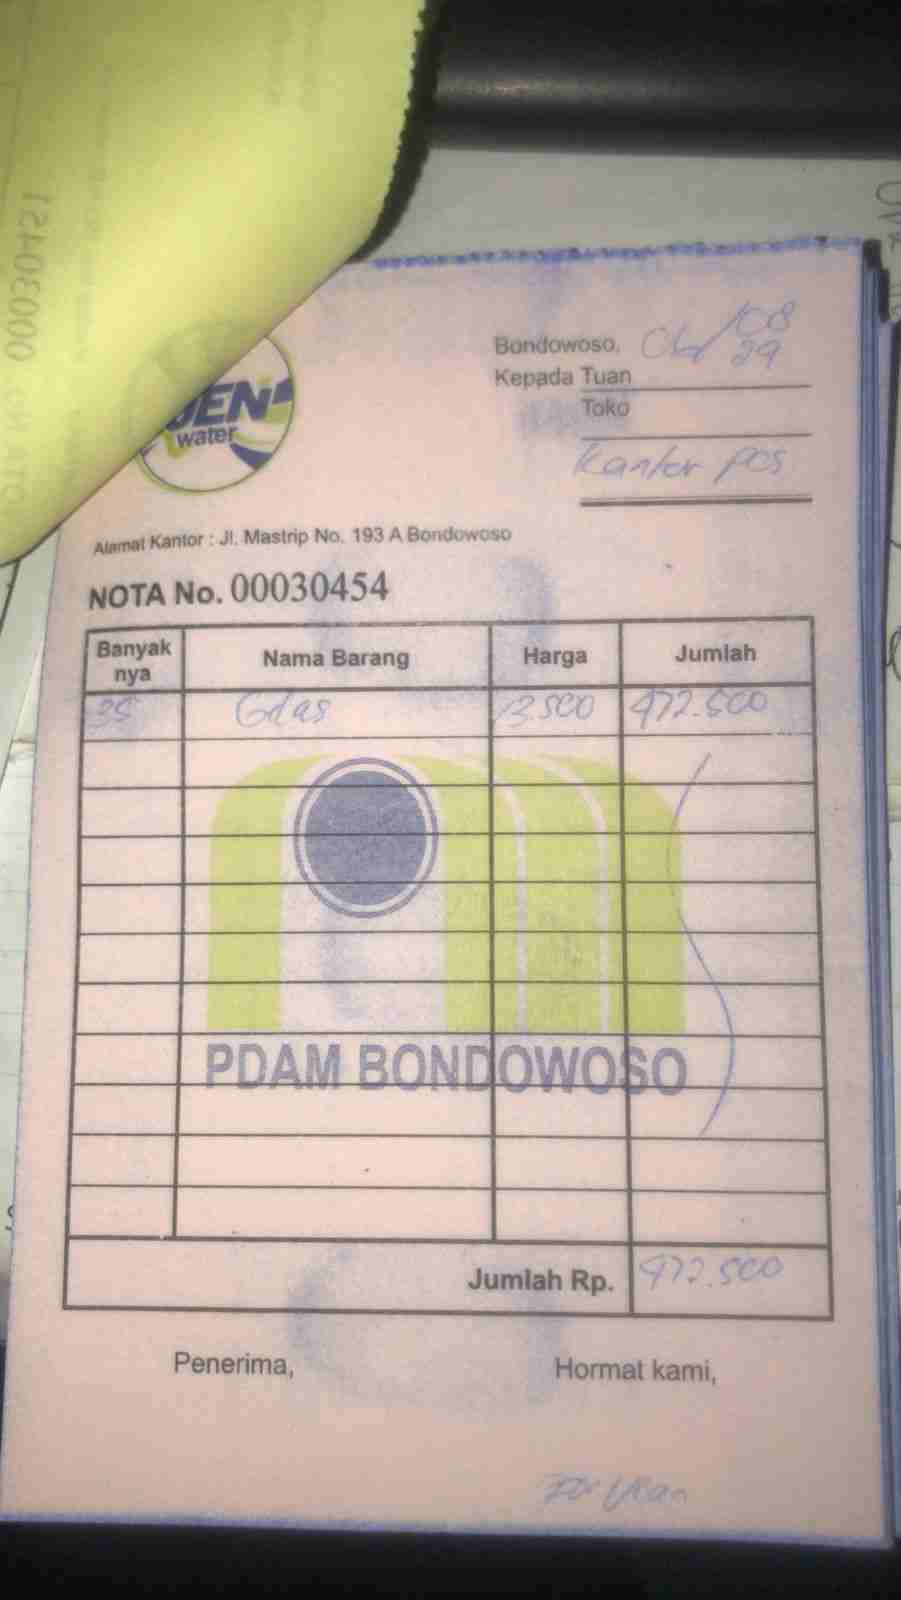 JEN
water
Bondowoso, 06/08
29
Kepada Tuan
Toko
Kantor pos
Alamat Kantor : Jl. Mastrip No. 193 A Bondowoso
NOTA No. 00030454
Banyak nya Nama Barang Harga Jumlah
35 Gelas 13.500 472.500
PDAM BONDOWOSO
Jumlah Rp. 472.500
Penerima, Hormat kami,